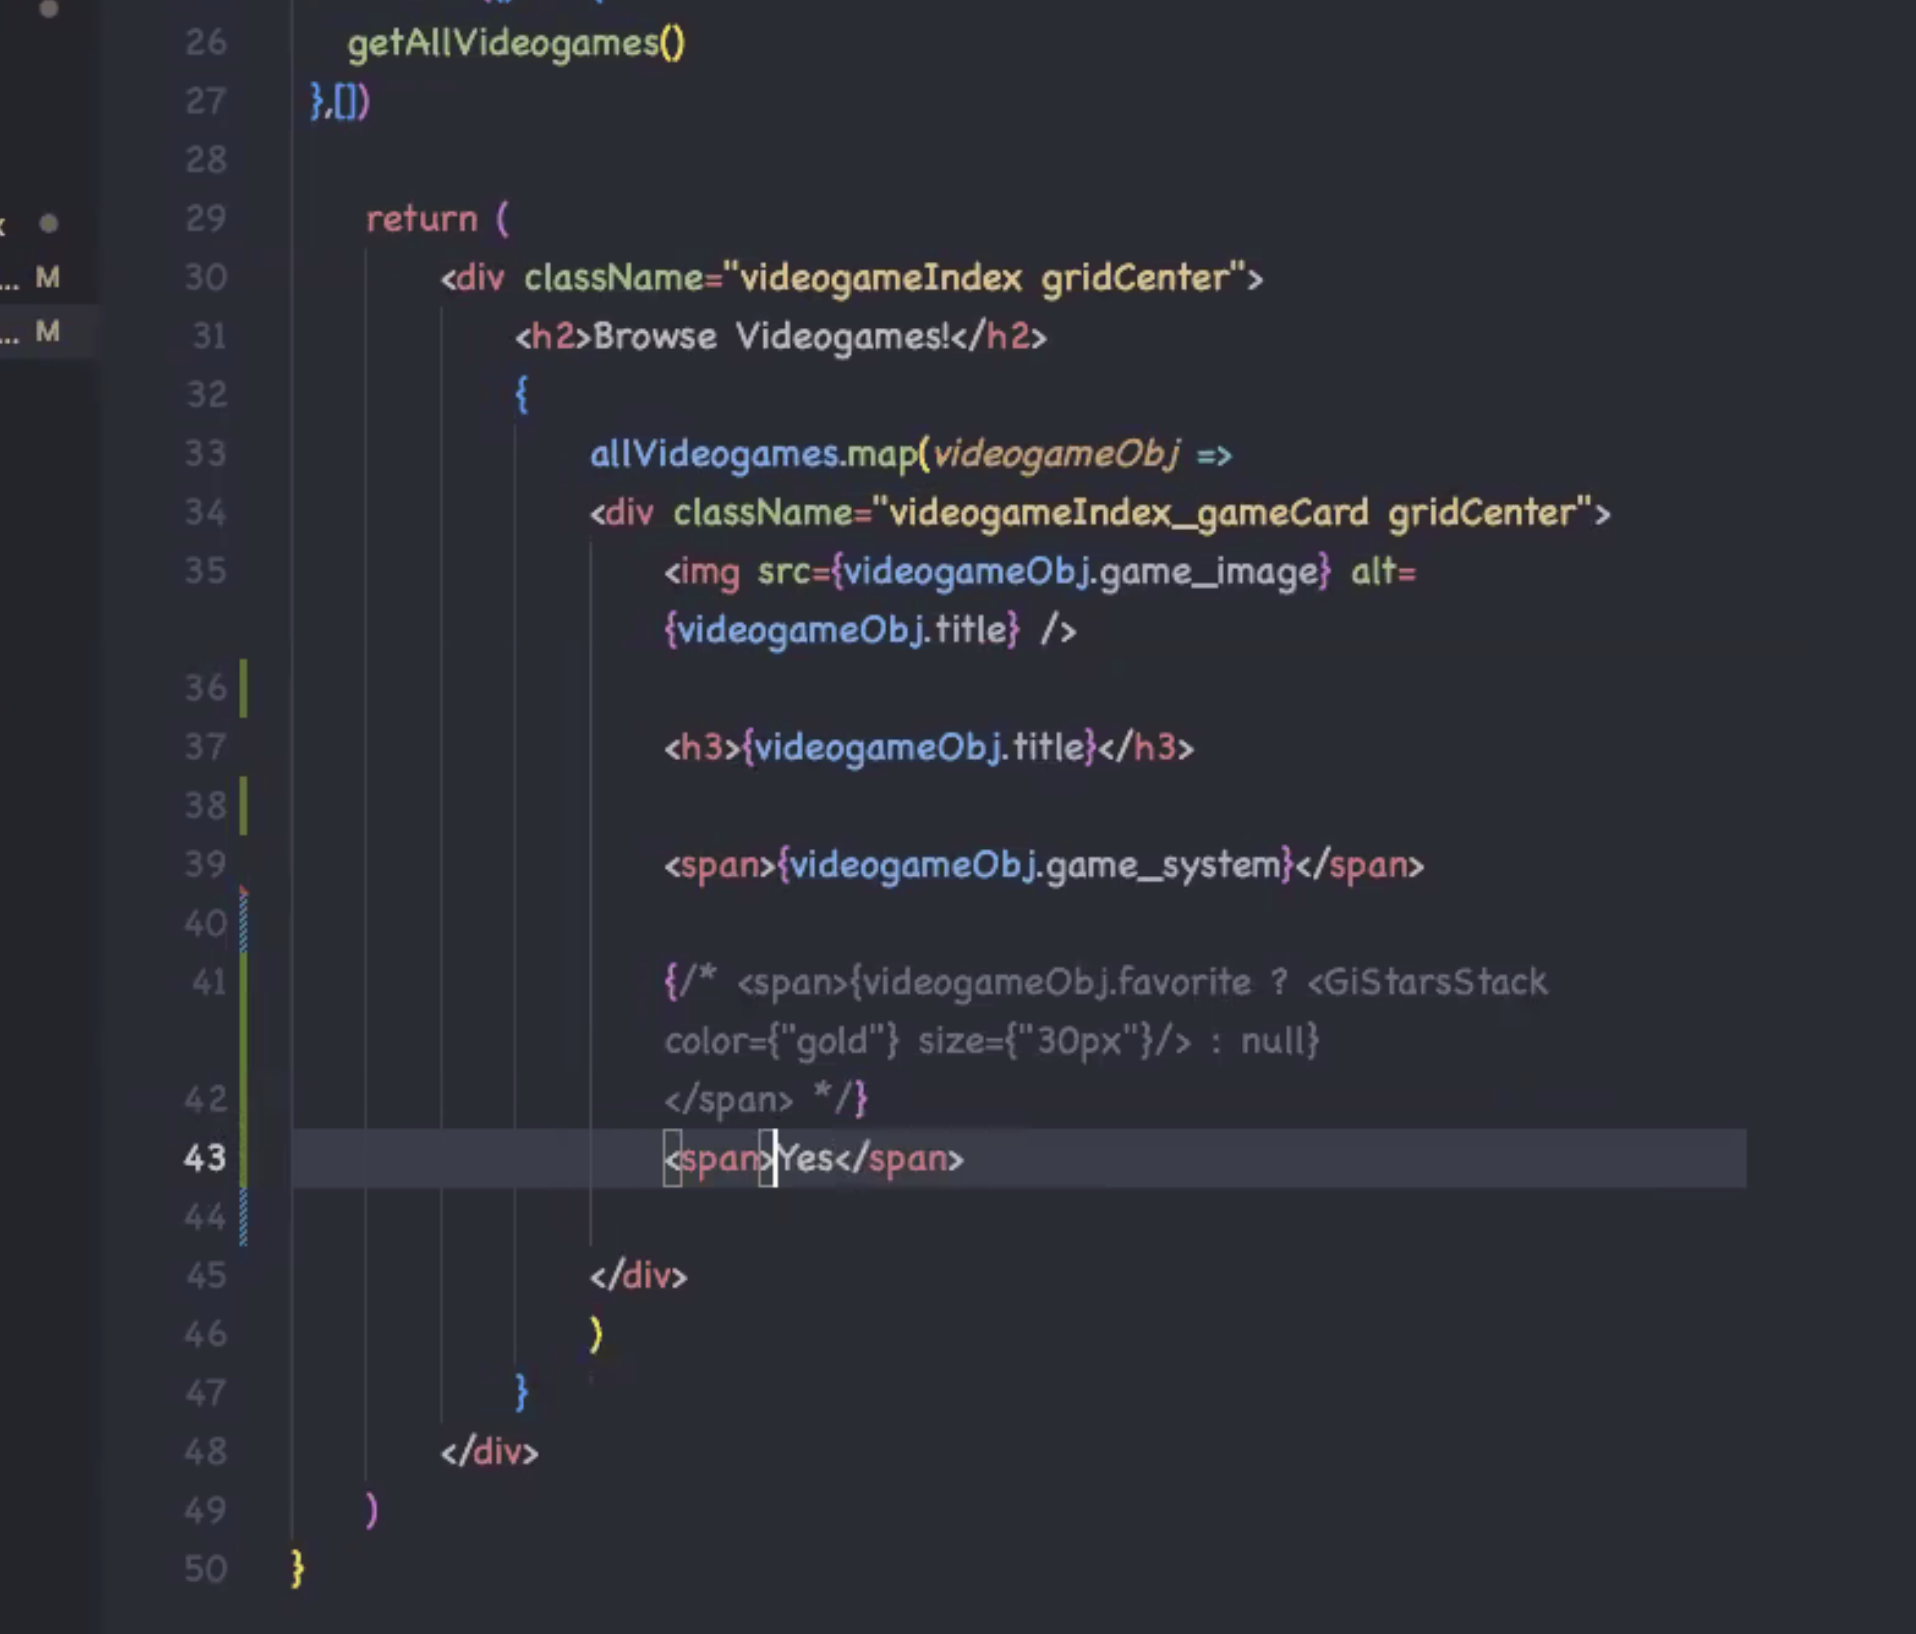 26 getAllVideogames()
27 },[])
28
29 return (
30 <div className="videogameIndex gridCenter">
31 <h2>Browse Videogames!</h2>
32 {
33 allVideogames.map(videogameObj =>
34 <div className="videogameIndex_gameCard gridCenter">
35 <img src={videogameObj.game_image} alt=
{videogameObj.title} />
... M
... M
36
37 <h3>{videogameObj.title}</h3>
38
39 <span>{videogameObj.game_system}</span>
40
41 {/* <span>{videogameObj.favorite ? <GiStarsStack
color={"gold"} size={"30px"}/> : null}
42 </span> */}
43 <span>Yes</span>
44
45 </div>
46 )
47 }
48 </div>
49 )
50 }